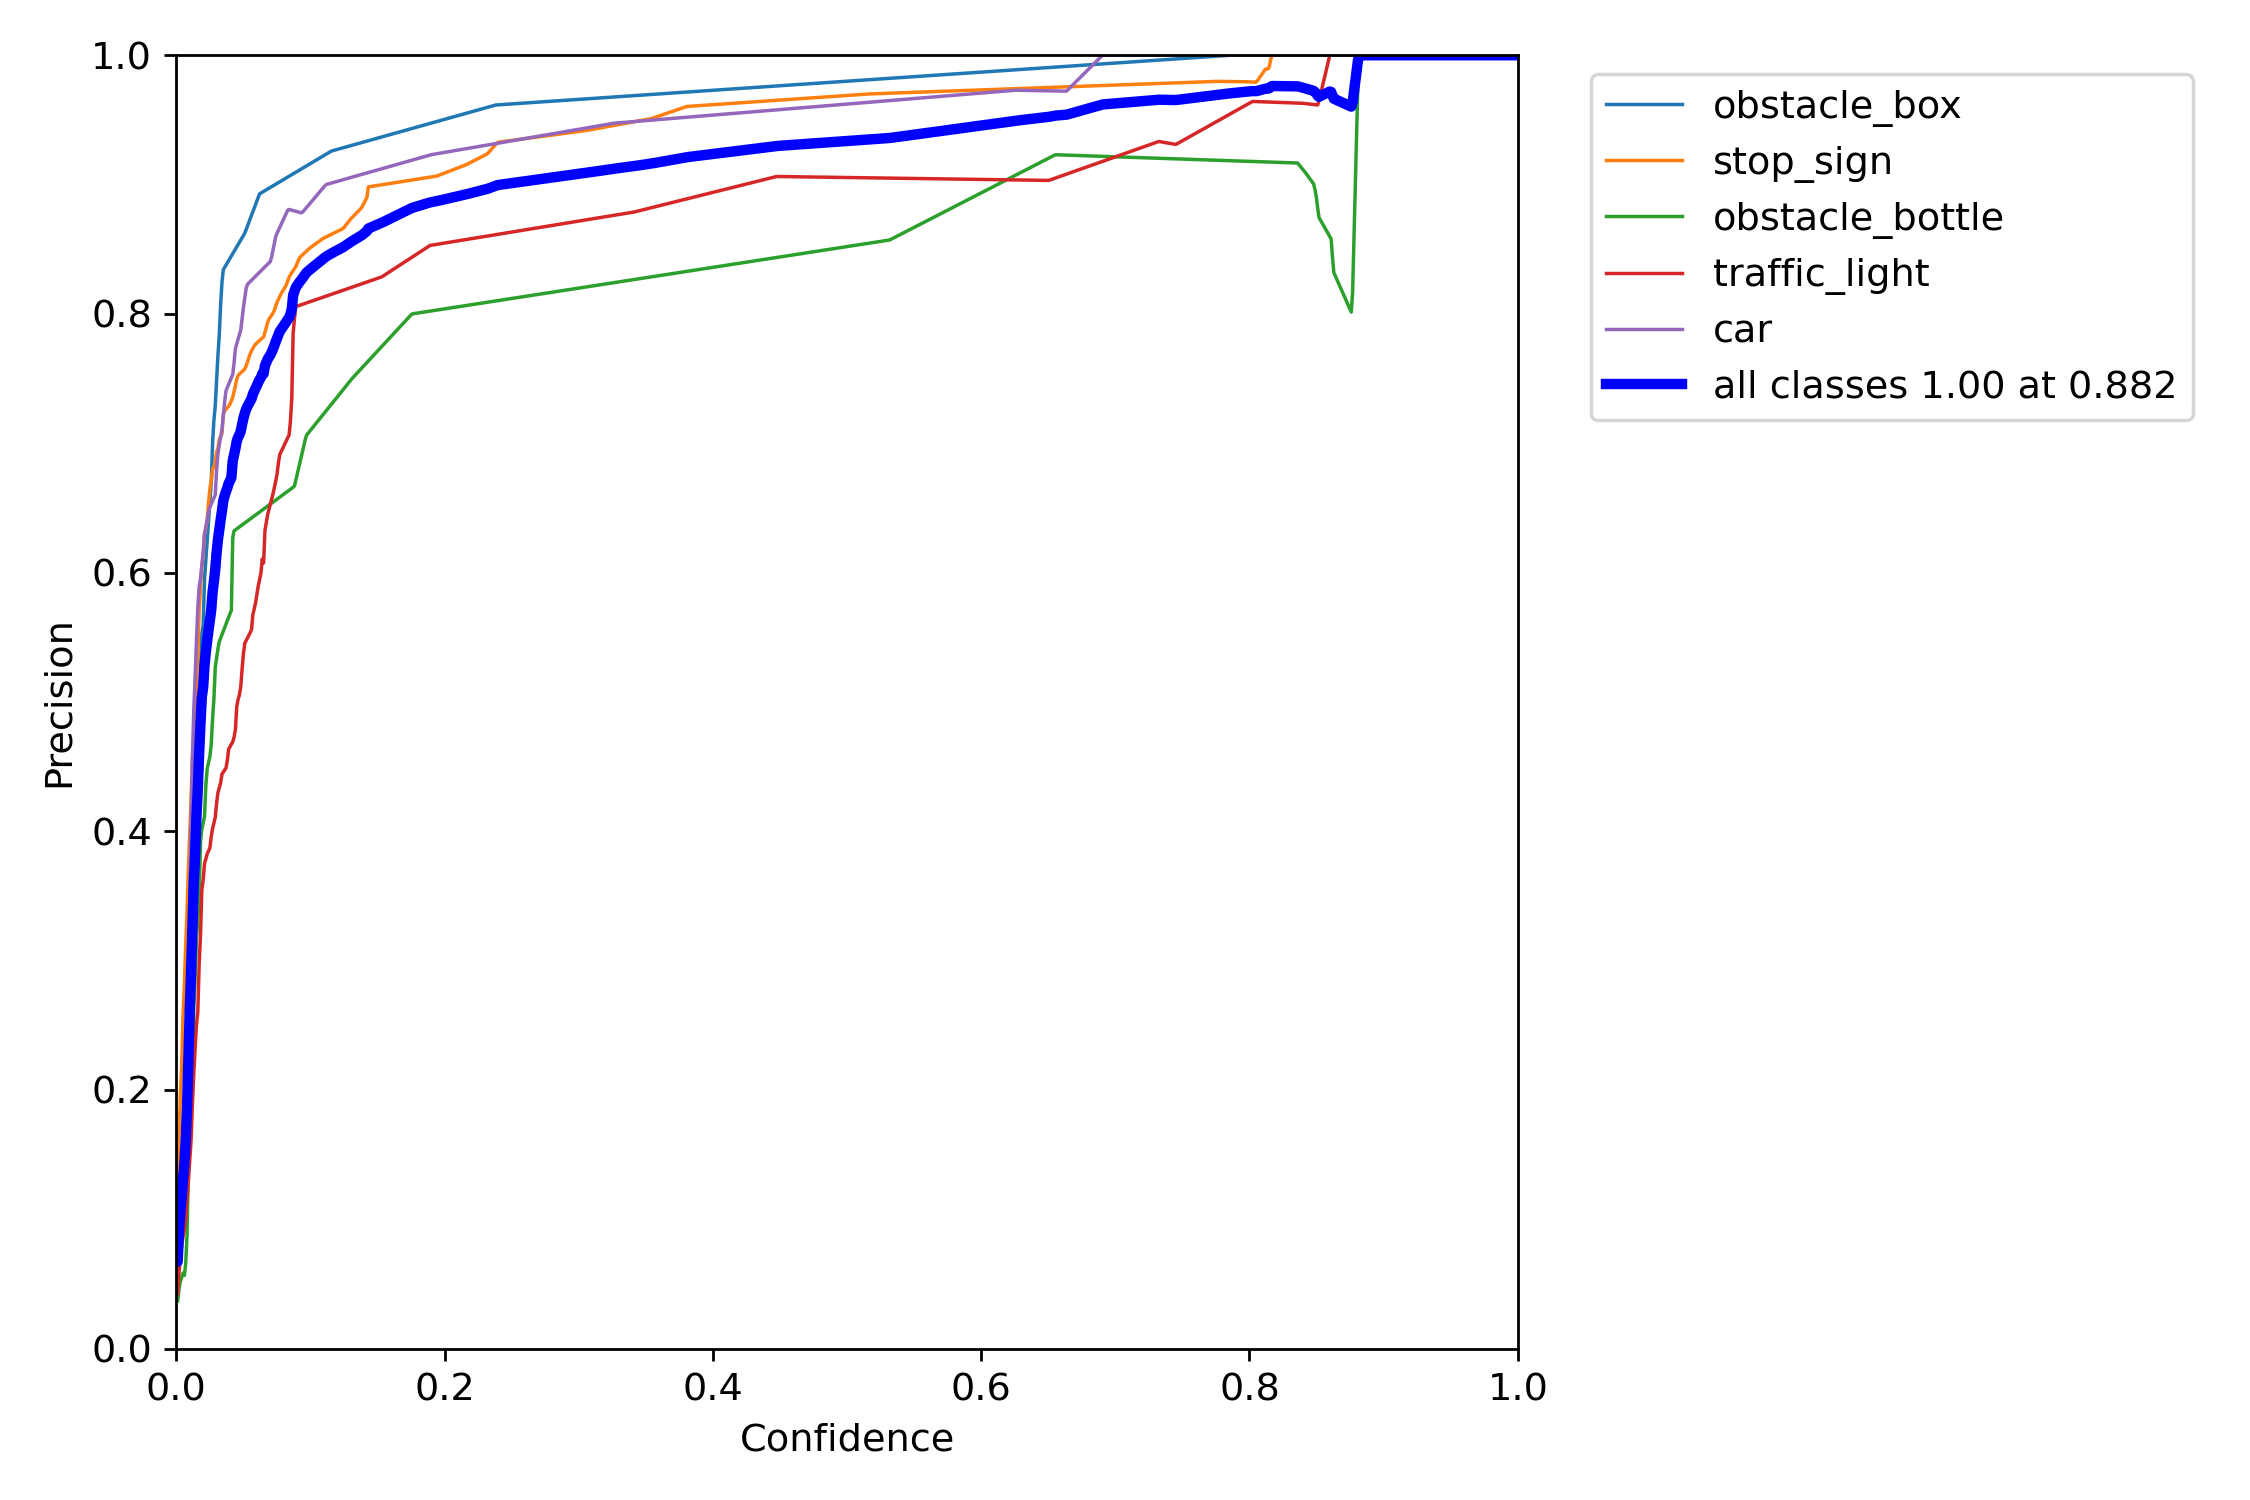 1.0
0.8
0.6
0.4
0.2
0.0
0.0 0.2 0.4 0.6 0.8 1.0
Precision
Confidence
obstacle_box
stop_sign
obstacle_bottle
traffic_light
car
all classes 1.00 at 0.882